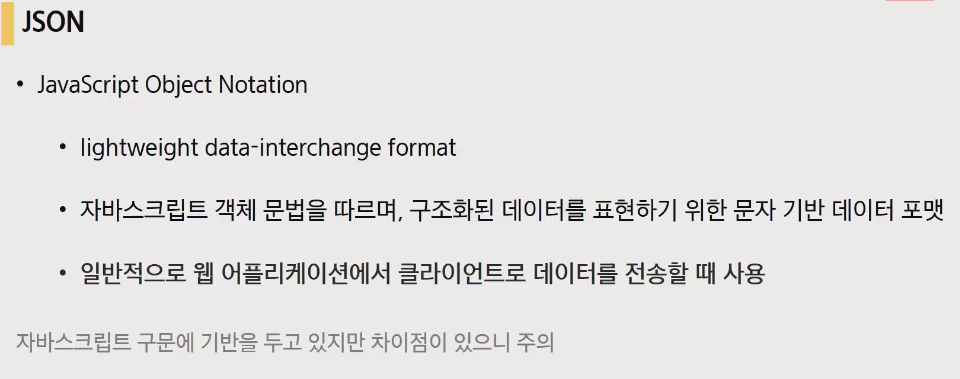 JSON
• JavaScript Object Notation
• lightweight data-interchange format
• 자바스크립트 객체 문법을 따르며, 구조화된 데이터를 표현하기 위한 문자 기반 데이터 포맷
• 일반적으로 웹 어플리케이션에서 클라이언트로 데이터를 전송할 때 사용
자바스크립트 구문에 기반을 두고 있지만 차이점이 있으니 주의